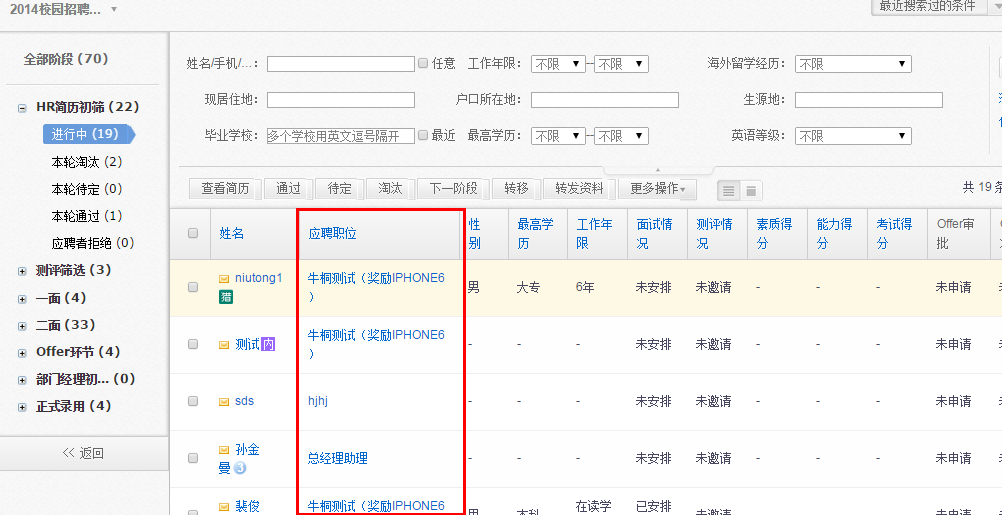 2014校园招聘...
最近搜索过的条件
全部阶段 (70)
HR简历初筛 (22)
进行中 (19)
本轮淘汰 (2)
本轮待定 (0)
本轮通过 (1)
应聘者拒绝 (0)
测评筛选 (3)
一面 (4)
二面 (33)
Offer环节 (4)
部门经理初... (0)
正式录用 (4)
<< 返回
姓名/手机/...： 任意 工作年限： 不限 -- 不限 海外留学经历： 不限
现居住地： 户口所在地： 生源地：
毕业学校： 多个学校用英文逗号隔开 最近 最高学历： 不限 -- 不限 英语等级： 不限
查看简历 通过 待定 淘汰 下一阶段 转移 转发资料 更多操作 共 19 条
姓名 应聘职位 性别 最高学历 工作年限 面试情况 测评情况 素质得分 能力得分 考试得分 Offer审批
niutong1 猎 牛桐测试（奖励IPHONE6） 男 大专 6年 未安排 未邀请 - - - 未申请
测试 内 牛桐测试（奖励IPHONE6） - - - 未安排 未邀请 - - - 未申请
sds hjhj - - - 未安排 未邀请 - - - 未申请
孙金曼 3 总经理助理 - - - 未安排 未邀请 - - - 未申请
裴俊 牛桐测试（奖励IPHONE6 男 本科 在读学 已安排 未邀请 - - - 未申请